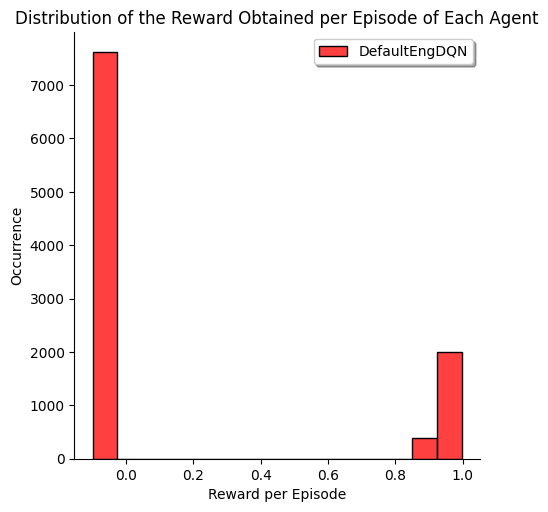 Distribution of the Reward Obtained per Episode of Each Agent
DefaultEngDQN
7000
6000
5000
4000
3000
2000
1000
0
Occurrence
0.0 0.2 0.4 0.6 0.8 1.0
Reward per Episode